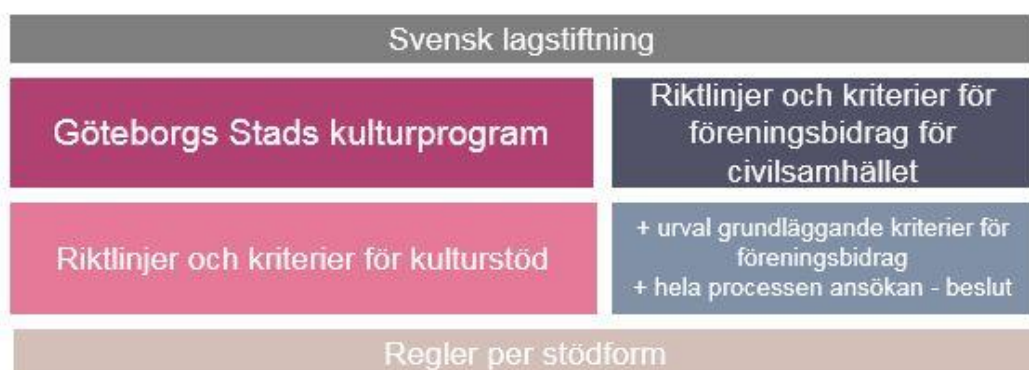 Svensk lagstiftning
Göteborgs Stads kulturprogram
Riktlinjer och kriterier för
föreningsbidrag för
civilsamhället
Riktlinjer och kriterier för kulturstöd
+ urval grundläggande kriterier för
föreningsbidrag
+ hela processen ansökan - beslut
Regler per stödform